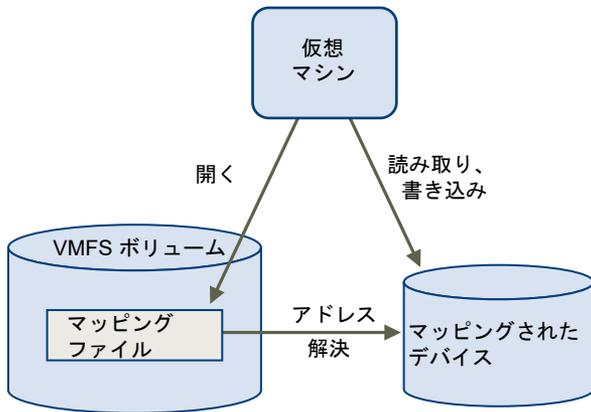 仮想
マシン
開く
読み取り、
書き込み
VMFS ボリューム
マッピング
ファイル
アドレス
解決
マッピングされた
デバイス